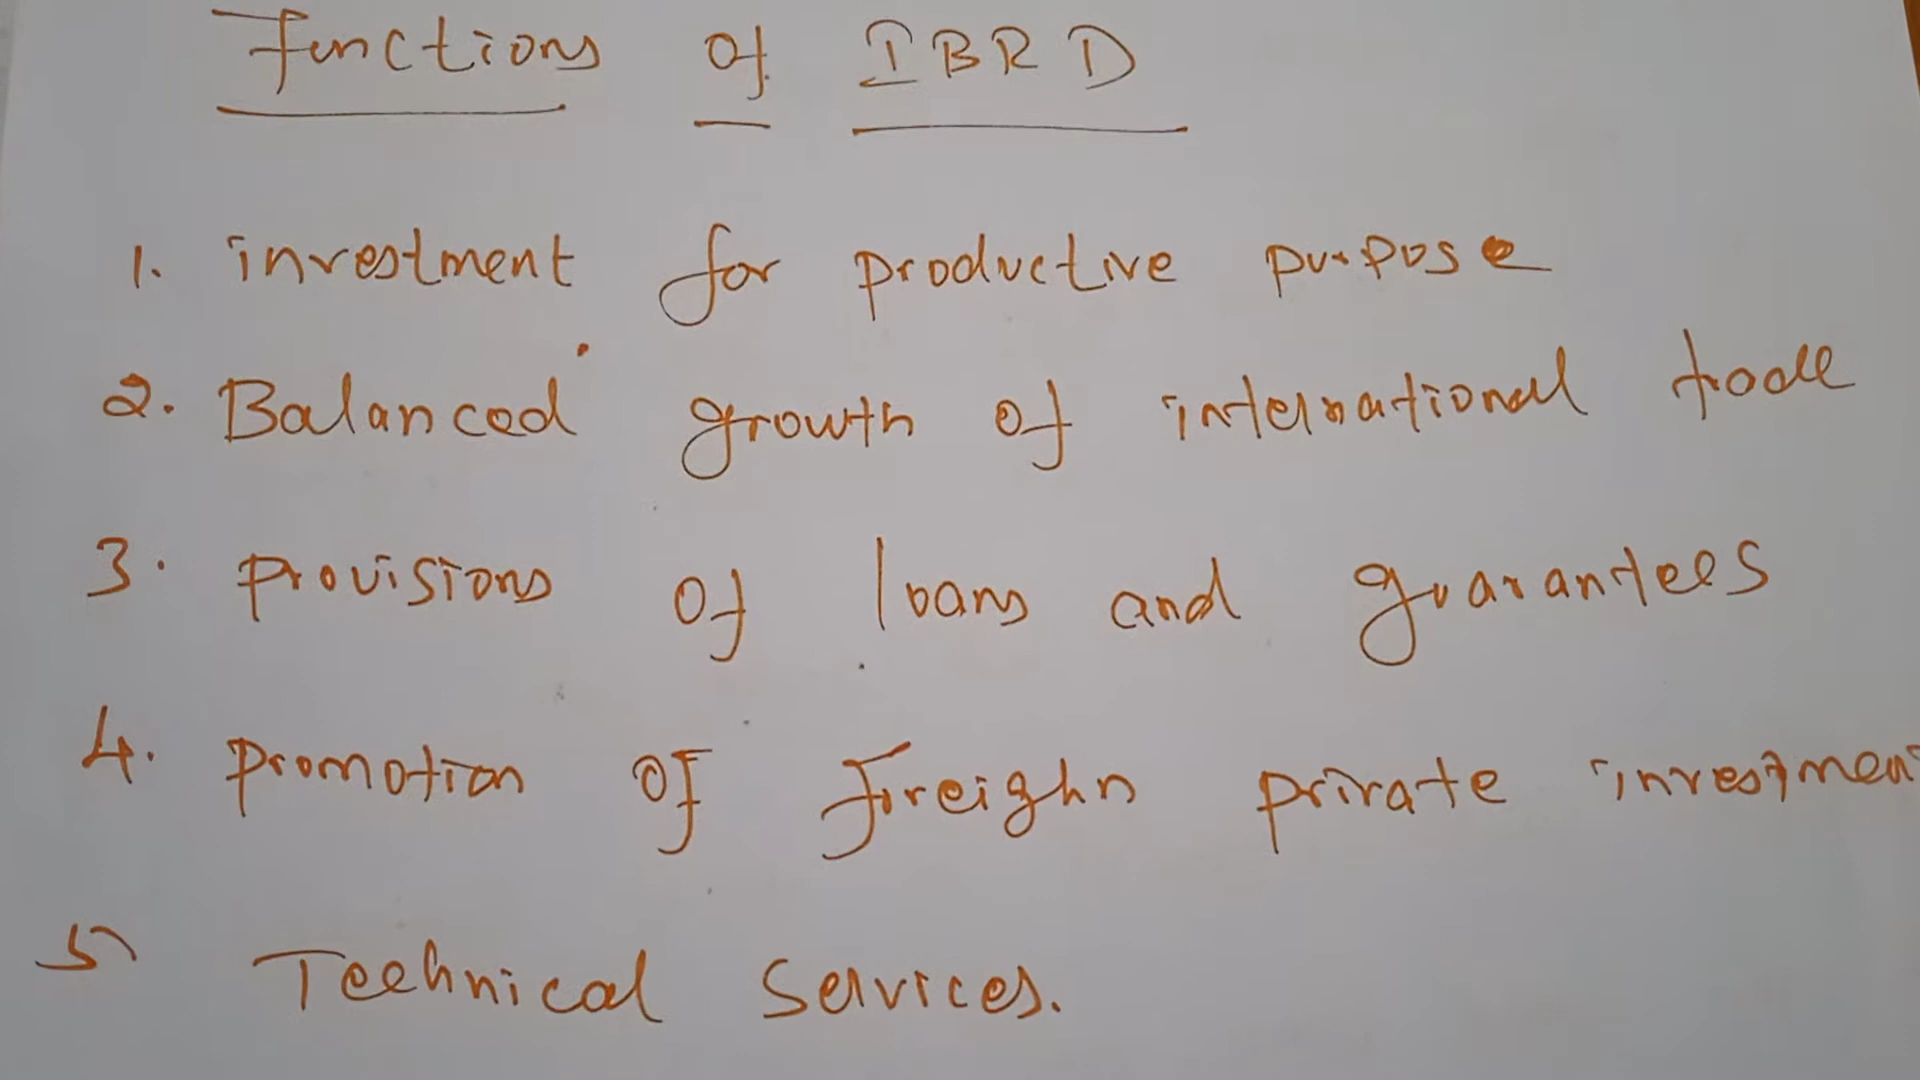 Functions of IBRD
1. investment for productive purpose
2. Balanced growth of international trade
3. provisions of loans and guarantees
4. promotion of foreighn private investment
5 Technical Services.